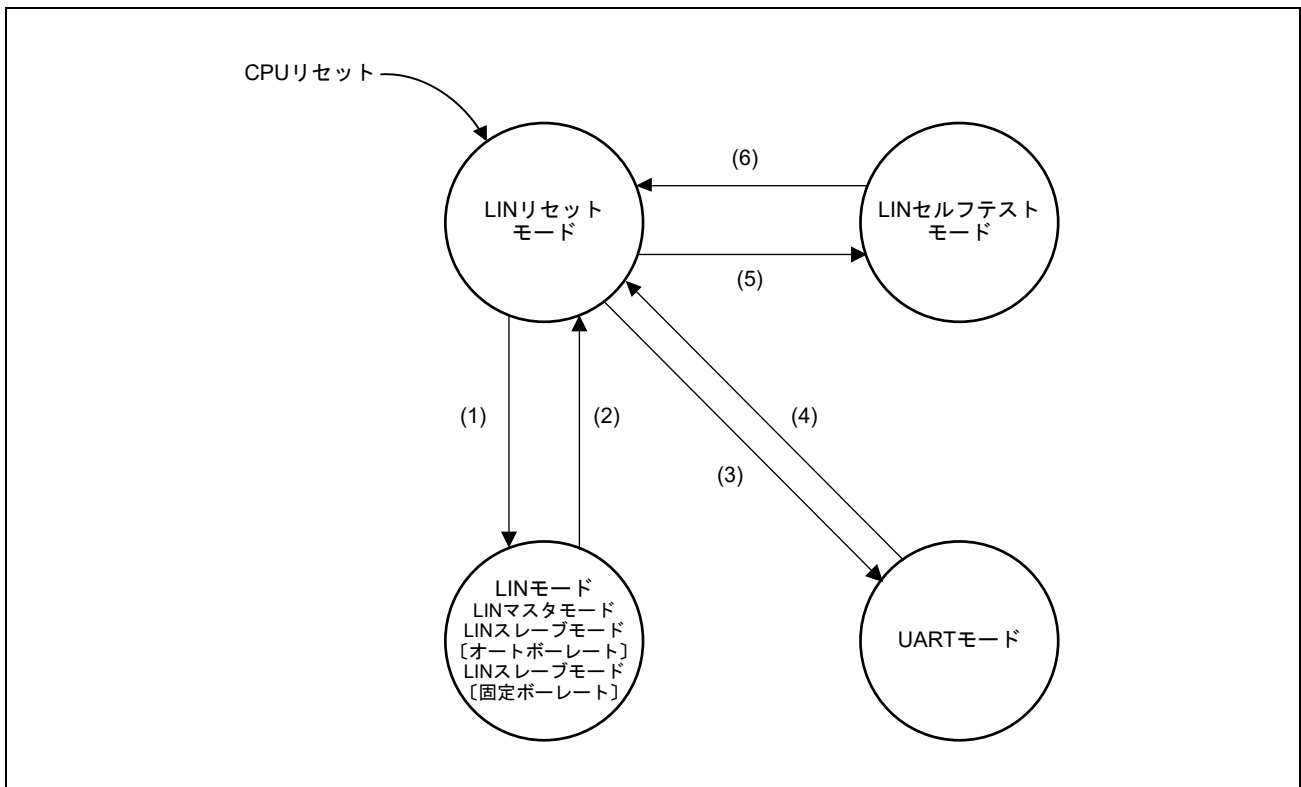 CPUリセット
LINリセット
モード
(6)
(5)
LINセルフテスト
モード
(1)
(2)
(3)
(4)
LINモード
LINマスタモード
LINスレーブモード
〔オートボーレート〕
LINスレーブモード
〔固定ボーレート〕
UARTモード